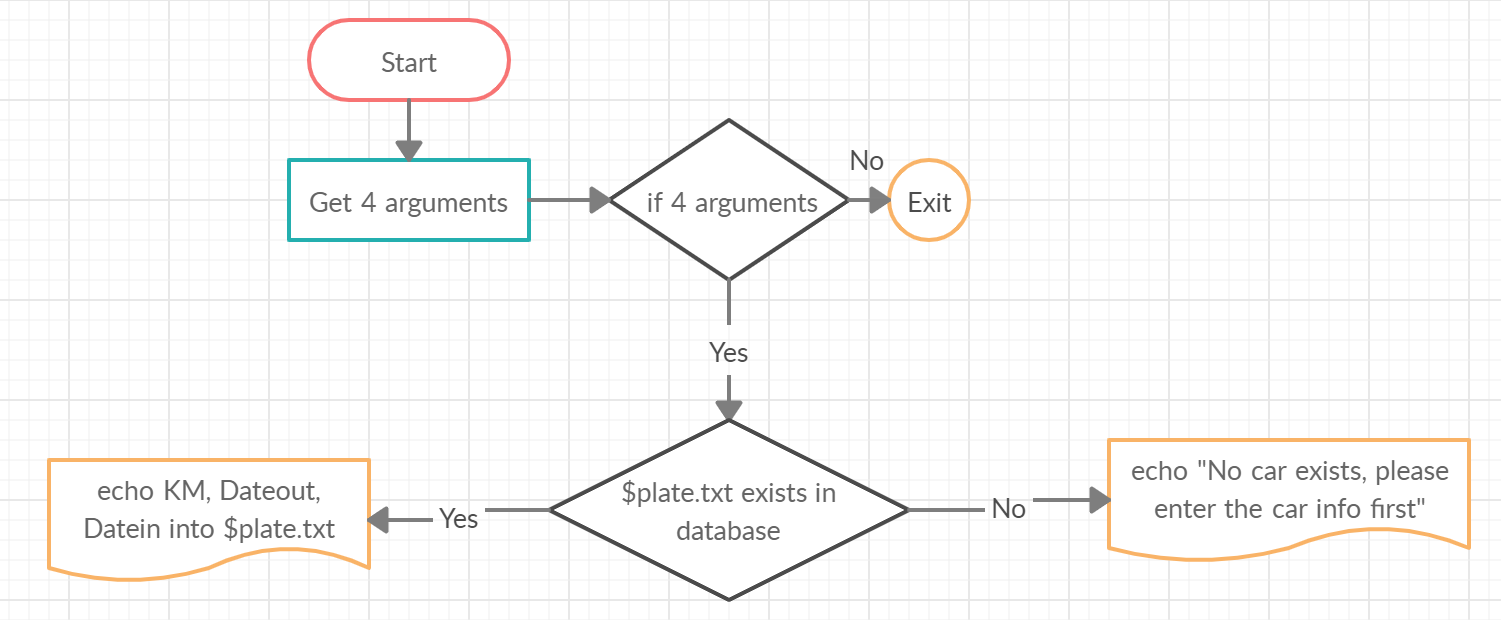 Start
Get 4 arguments
if 4 arguments
No
Exit
Yes
$plate.txt exists in
database
Yes
echo KM, Dateout,
Datein into $plate.txt
No
echo "No car exists, please
enter the car info first"